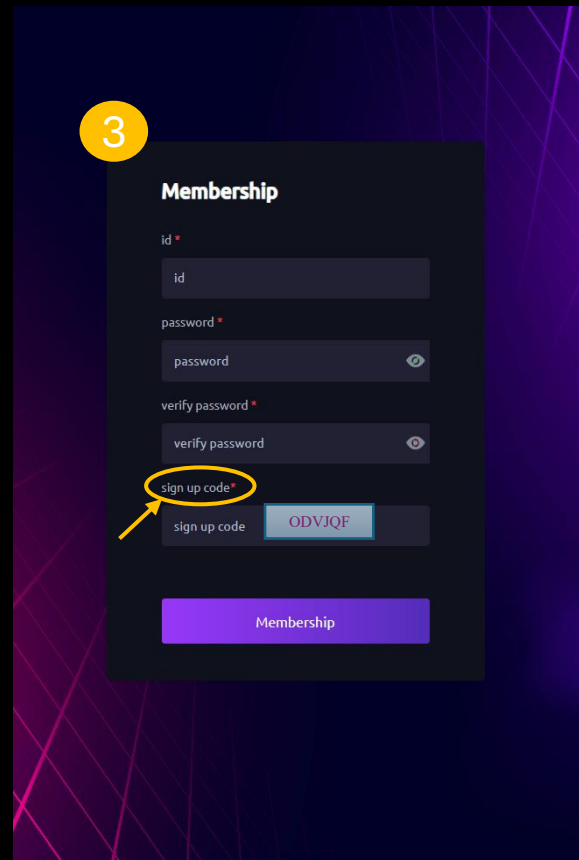 3
Membership
id *
id
password *
password
verify password *
verify password
sign up code*
sign up code ODVJQF
Membership